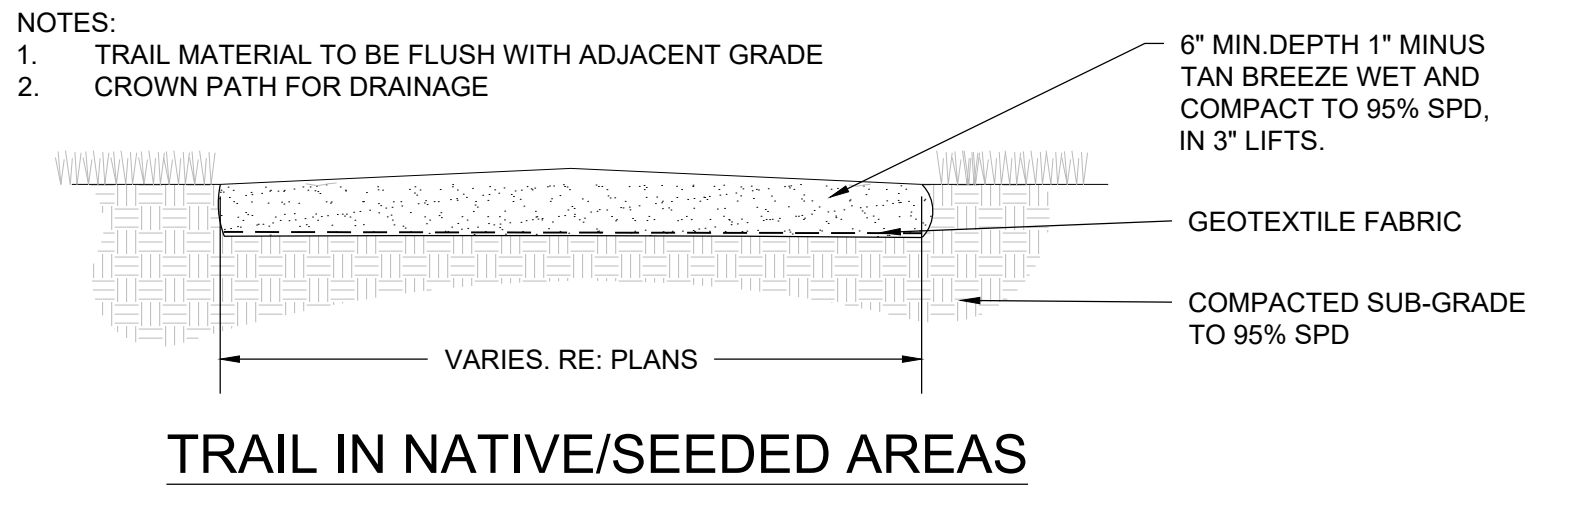 NOTES:
1. TRAIL MATERIAL TO BE FLUSH WITH ADJACENT GRADE
2. CROWN PATH FOR DRAINAGE
6" MIN.DEPTH 1" MINUS
TAN BREEZE WET AND
COMPACT TO 95% SPD,
IN 3" LIFTS.
GEOTEXTILE FABRIC
COMPACTED SUB-GRADE
TO 95% SPD
VARIES. RE: PLANS
TRAIL IN NATIVE/SEEDED AREAS